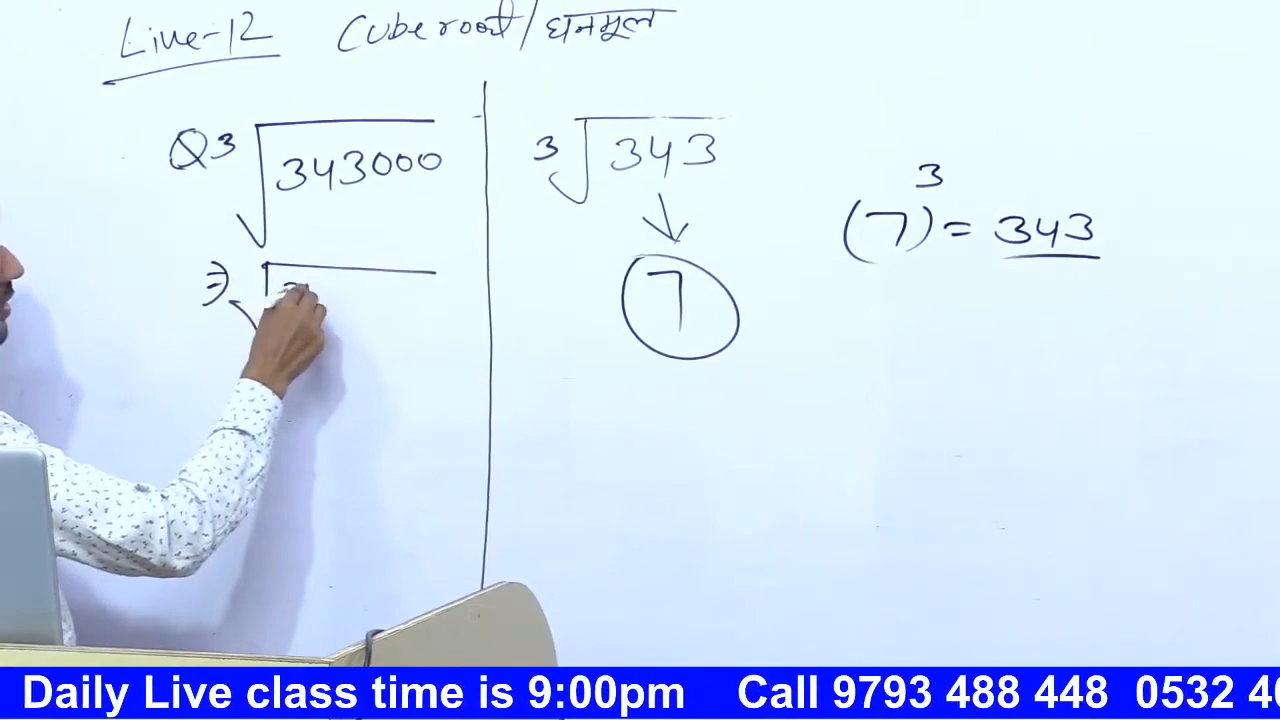 Live-12 Cuberoot/घनमूल
Q ³√343000
⇒ √
³√343
7
(7)³ = 343
Daily Live class time is 9:00pm Call 9793 488 448 0532